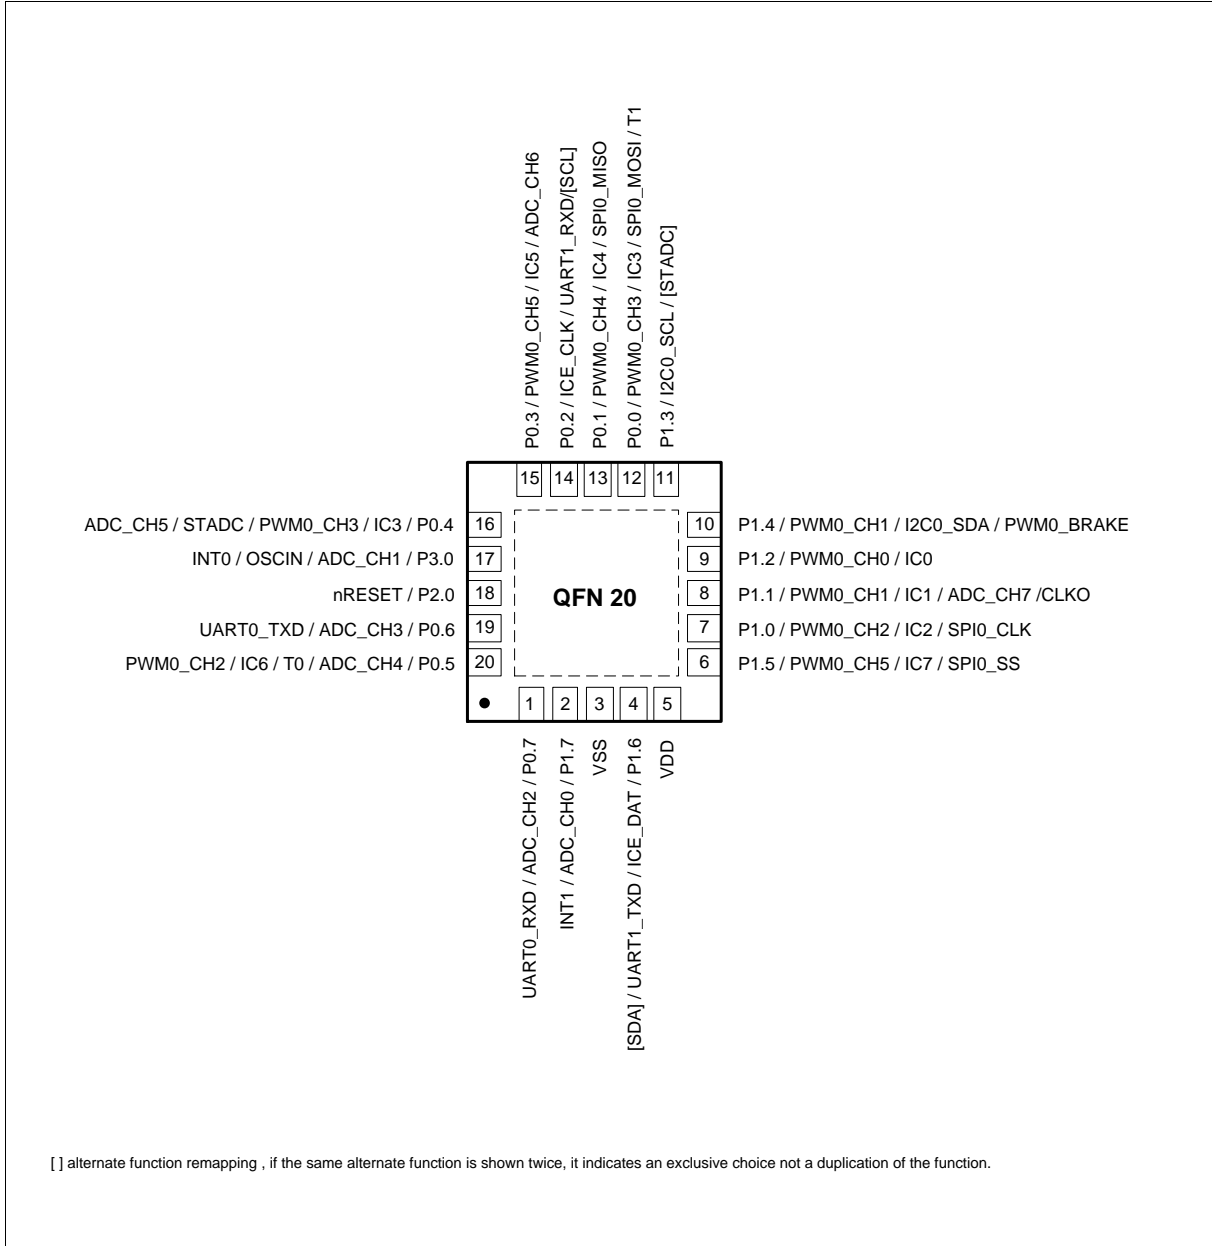 P0.3 / PWM0_CH5 / IC5 / ADC_CH6
P0.2 / ICE_CLK / UART1_RXD/[SCL]
P0.1 / PWM0_CH4 / IC4 / SPI0_MISO
P0.0 / PWM0_CH3 / IC3 / SPI0_MOSI / T1
P1.3 / I2C0_SCL / [STADC]
15 14 13 12 11
ADC_CH5 / STADC / PWM0_CH3 / IC3 / P0.4 16
INT0 / OSCIN / ADC_CH1 / P3.0 17
nRESET / P2.0 18
UART0_TXD / ADC_CH3 / P0.6 19
PWM0_CH2 / IC6 / T0 / ADC_CH4 / P0.5 20
QFN 20
10 P1.4 / PWM0_CH1 / I2C0_SDA / PWM0_BRAKE
9 P1.2 / PWM0_CH0 / IC0
8 P1.1 / PWM0_CH1 / IC1 / ADC_CH7 /CLKO
7 P1.0 / PWM0_CH2 / IC2 / SPI0_CLK
6 P1.5 / PWM0_CH5 / IC7 / SPI0_SS
1 2 3 4 5
UART0_RXD / ADC_CH2 / P0.7
INT1 / ADC_CH0 / P1.7
VSS
[SDA] / UART1_TXD / ICE_DAT / P1.6
VDD
[ ] alternate function remapping , if the same alternate function is shown twice, it indicates an exclusive choice not a duplication of the function.